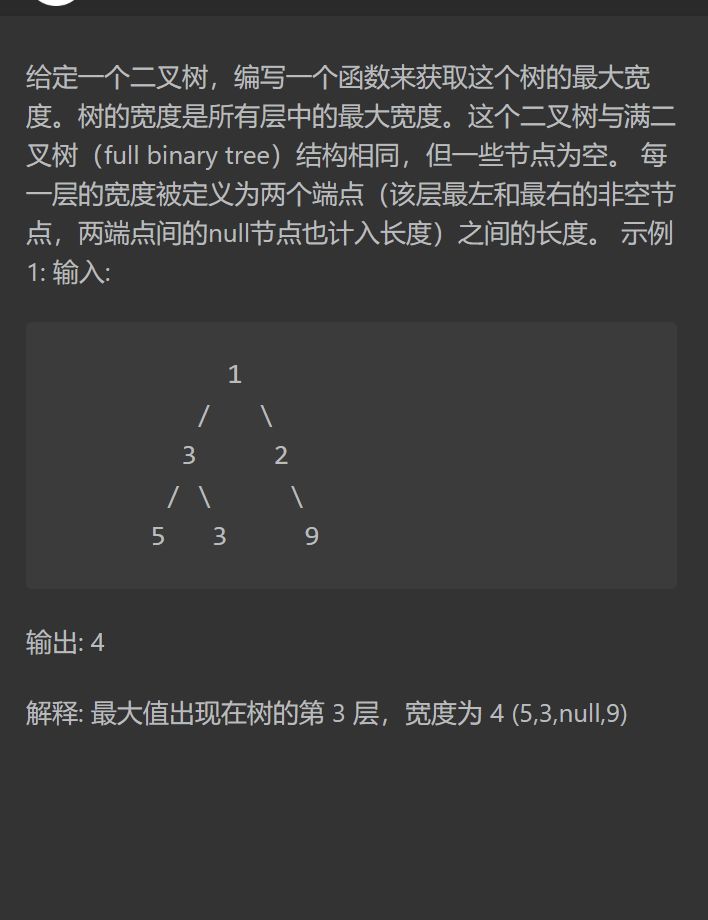 给定一个二叉树，编写一个函数来获取这个树的最大宽
度。树的宽度是所有层中的最大宽度。这个二叉树与满二
叉树（full binary tree）结构相同，但一些节点为空。 每
一层的宽度被定义为两个端点（该层最左和最右的非空节
点，两端点间的null节点也计入长度）之间的长度。 示例
1: 输入:
1
/ \
3 2
/ \ \
5 3 9
输出: 4
解释: 最大值出现在树的第 3 层，宽度为 4 (5,3,null,9)